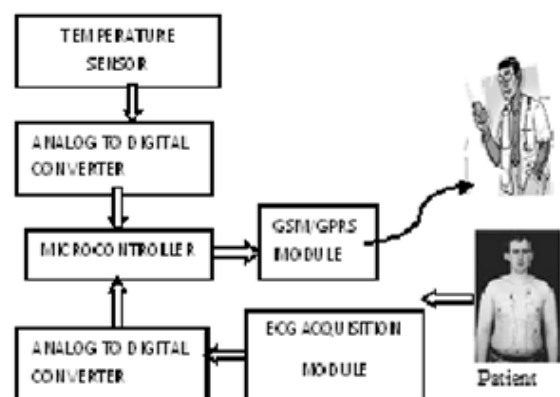 TEMPERATURE
SENSOR
ANALOG TO DIGITAL
CONVERTER
MICROCONTROLLER
GSM/GPRS
MODULE
ANALOG TO DIGITAL
CONVERTER
ECG ACQUISITION
MODULE
Patient